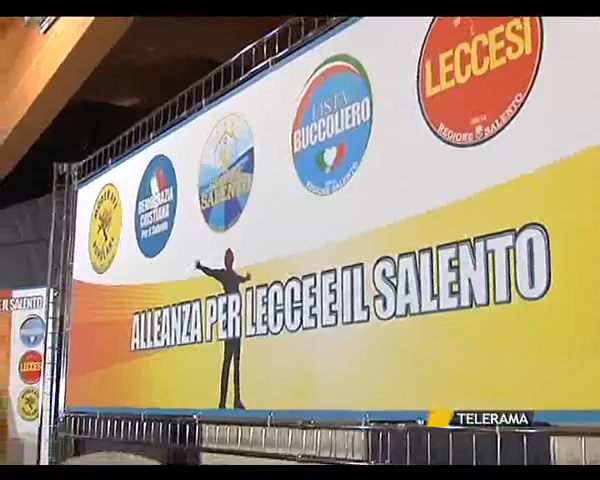 LECCESI
REGIONE SALENTO
LISTA
BUCCOLIERO
REGIONE SALENTO
SALENTO
DEMOCRAZIA
CRISTIANA
Per il Salento
ALLEANZA PER LECCE E IL SALENTO
E IL SALENTO
LECCESI
TELERAMA